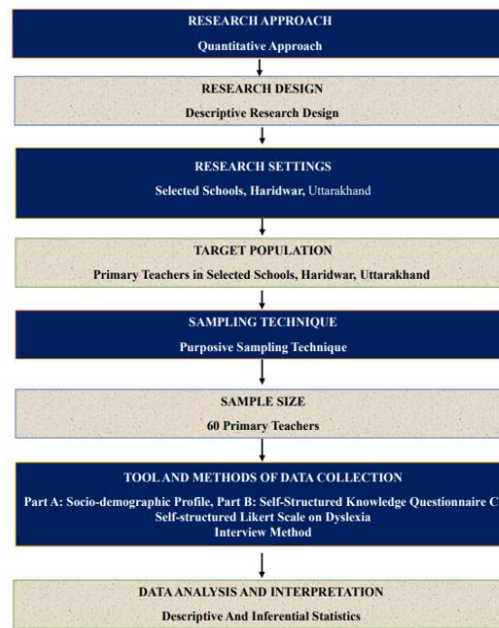 RESEARCH APPROACH
Quantitative Approach
RESEARCH DESIGN
Descriptive Research Design
RESEARCH SETTINGS
Selected Schools, Haridwar, Uttarakhand
TARGET POPULATION
Primary Teachers in Selected Schools, Haridwar, Uttarakhand
SAMPLING TECHNIQUE
Purposive Sampling Technique
SAMPLE SIZE
60 Primary Teachers
TOOL AND METHODS OF DATA COLLECTION
Part A: Socio-demographic Profile, Part B: Self-Structured Knowledge Questionnaire C
Self-structured Likert Scale on Dyslexia
Interview Method
DATA ANALYSIS AND INTERPRETATION
Descriptive And Inferential Statistics